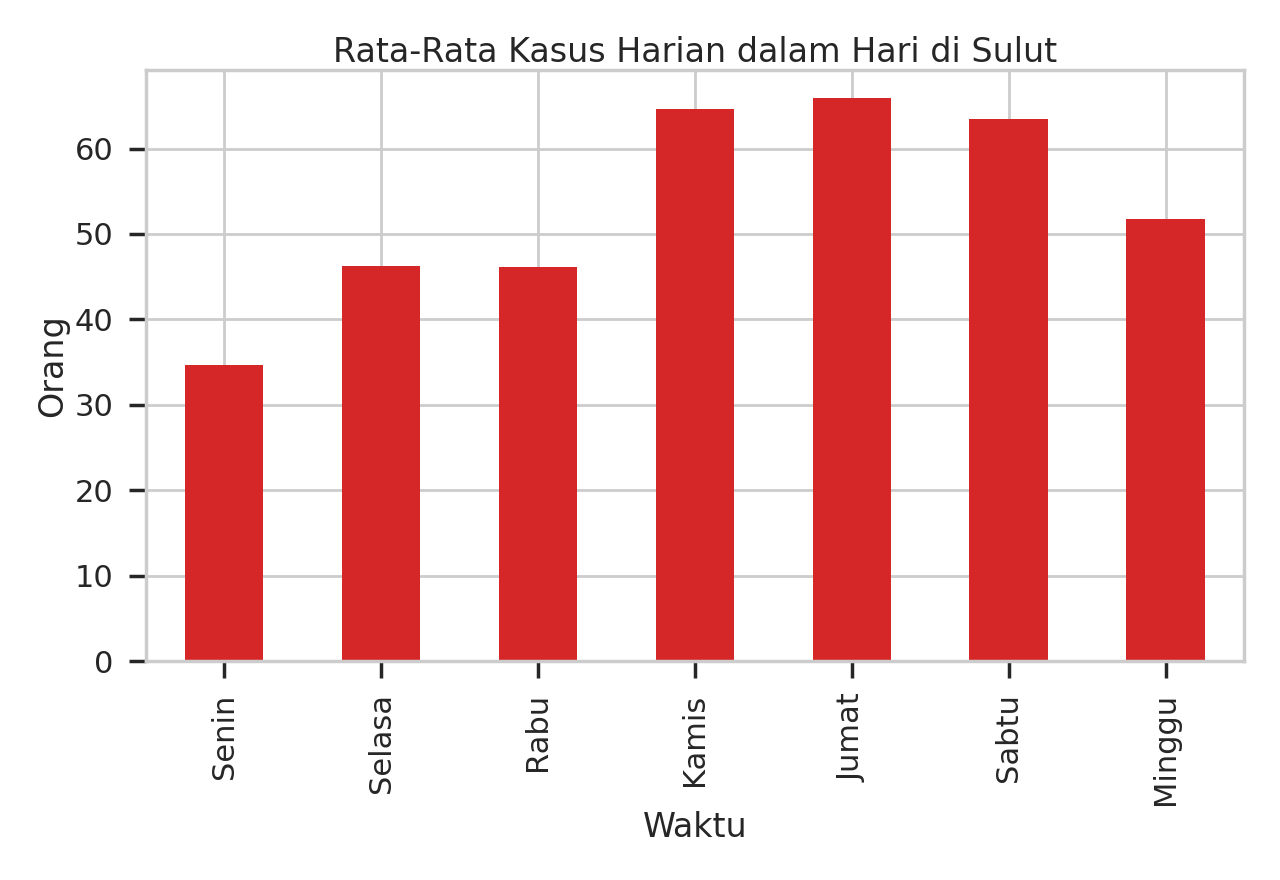 Rata-Rata Kasus Harian dalam Hari di Sulut
Orang
60
50
40
30
20
10
0
Senin
Selasa
Rabu
Kamis
Jumat
Sabtu
Minggu
Waktu